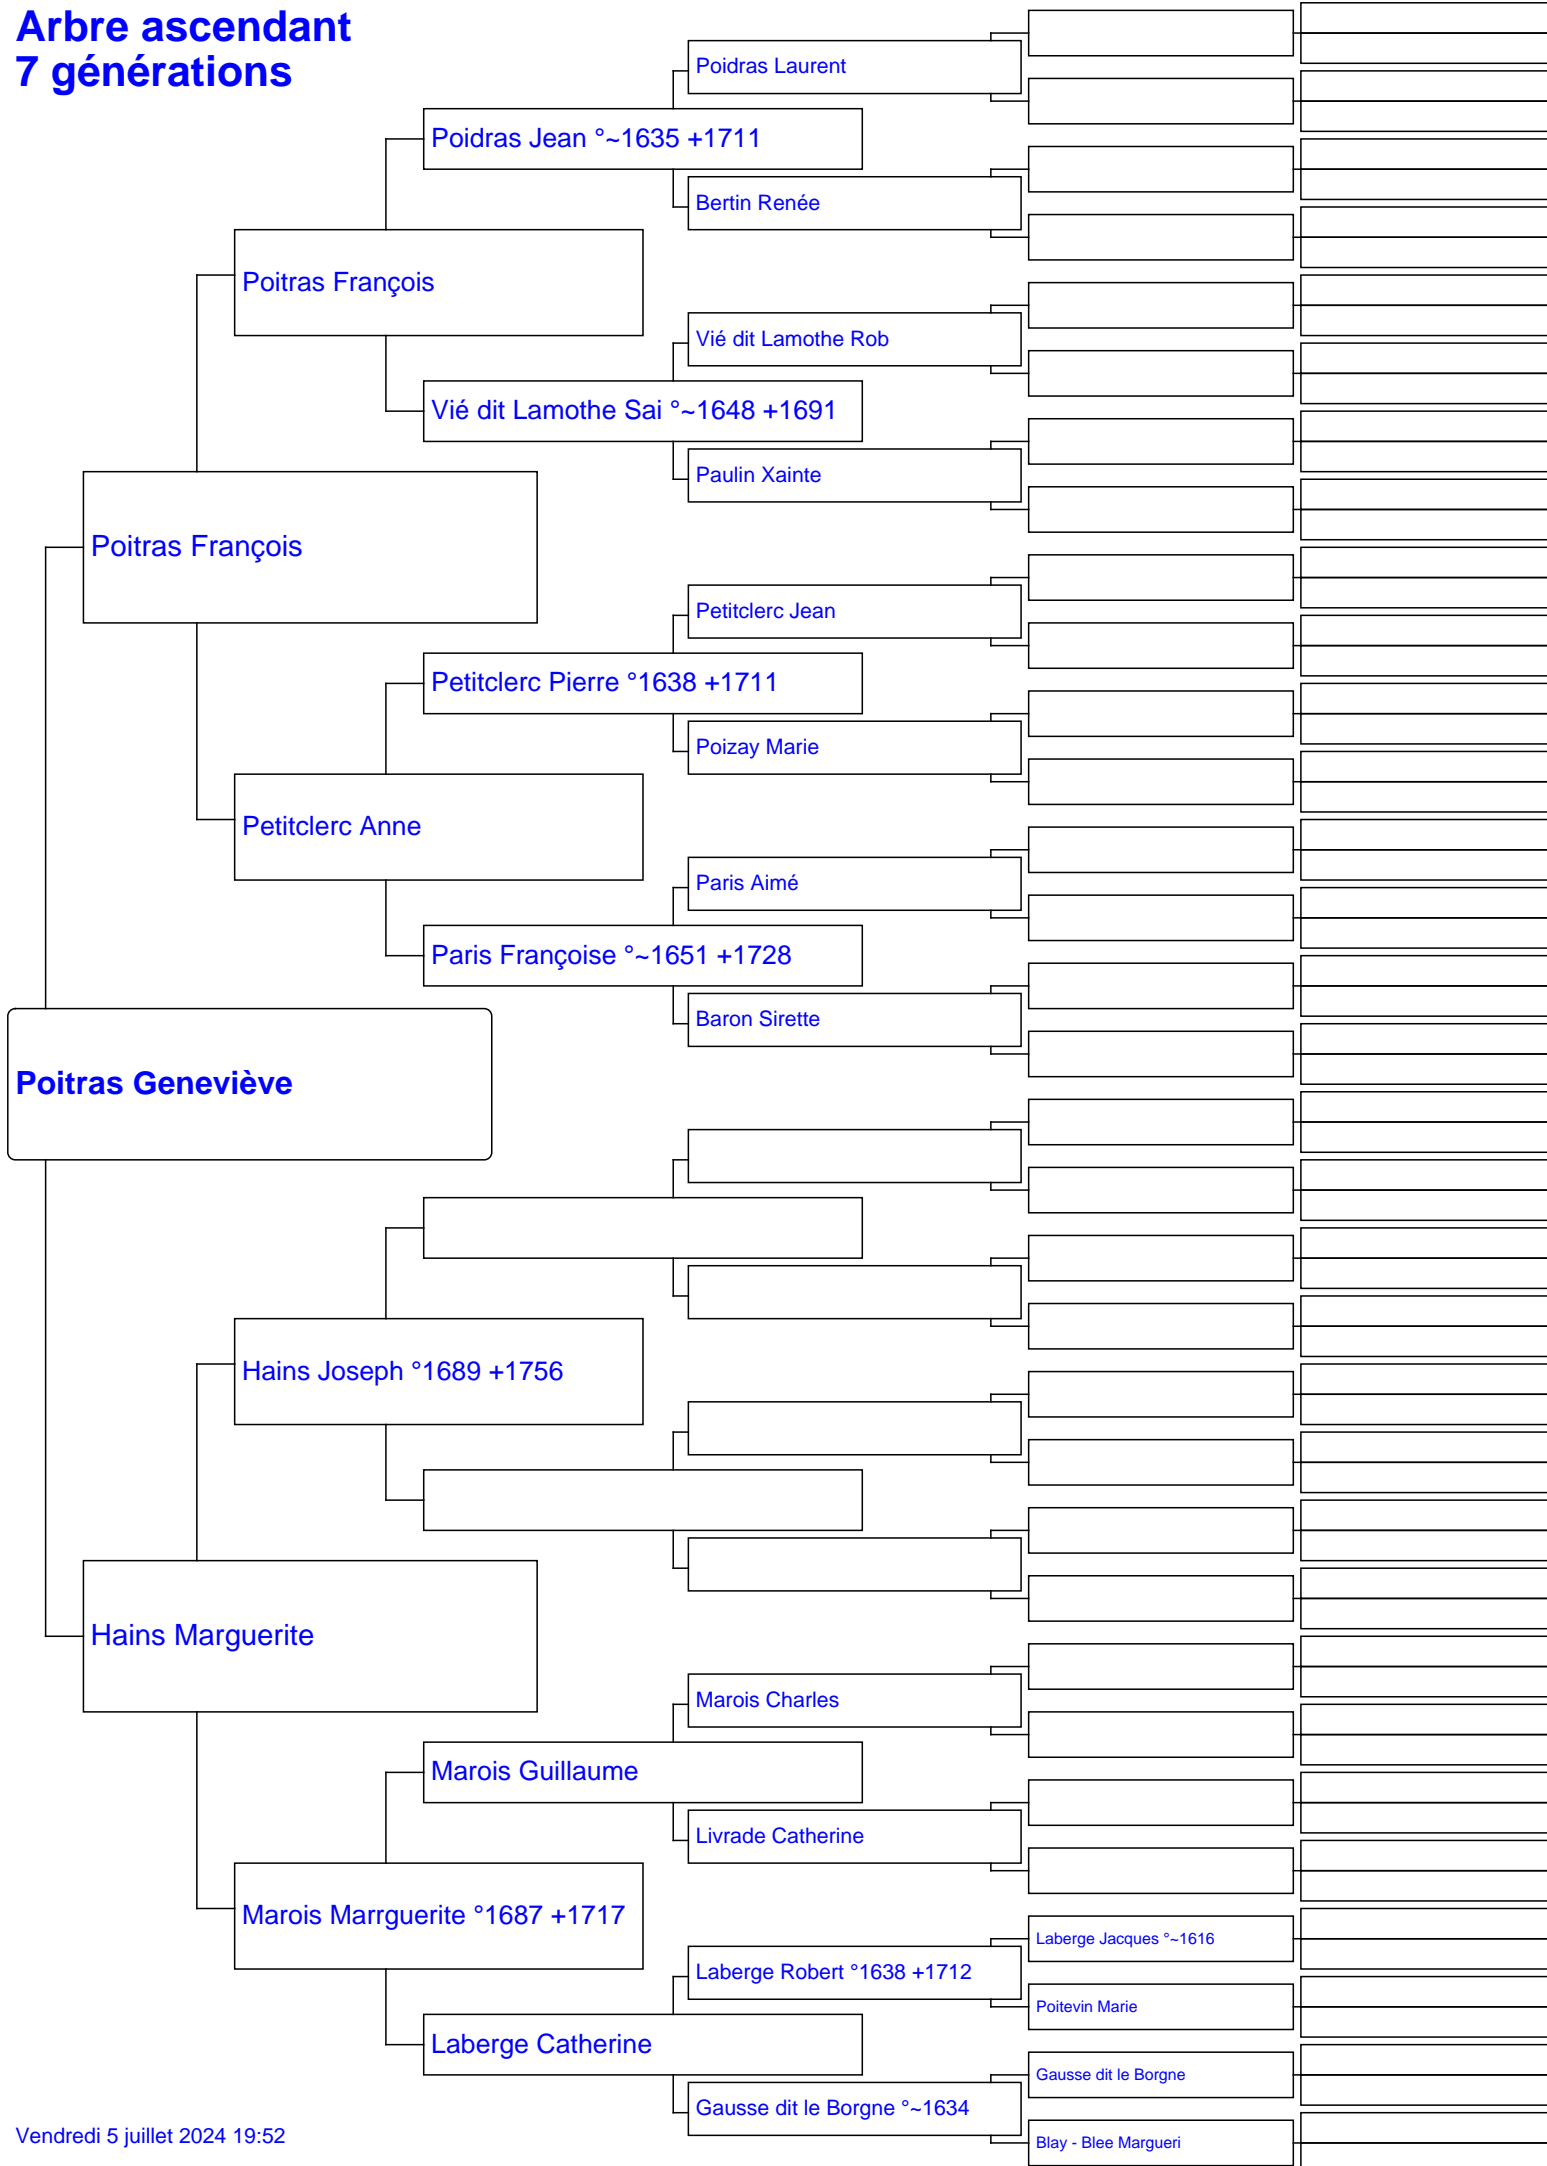 Arbre ascendant
7 générations
Poidras Laurent
Poidras Jean °~1635 +1711
Bertin Renée
Poitras François
Vié dit Lamothe Rob
Vié dit Lamothe Sai °~1648 +1691
Paulin Xainte
Poitras François
Petitclerc Jean
Petitclerc Pierre °1638 +1711
Poizay Marie
Petitclerc Anne
Paris Aimé
Paris Françoise °~1651 +1728
Baron Sirette
Poitras Geneviève
Hains Joseph °1689 +1756
Hains Marguerite
Marois Charles
Marois Guillaume
Livrade Catherine
Marois Marrguerite °1687 +1717
Laberge Jacques °~1616
Laberge Robert °1638 +1712
Poitevin Marie
Laberge Catherine
Gausse dit le Borgne
Gausse dit le Borgne °~1634
Blay - Blee Margueri
Vendredi 5 juillet 2024 19:52